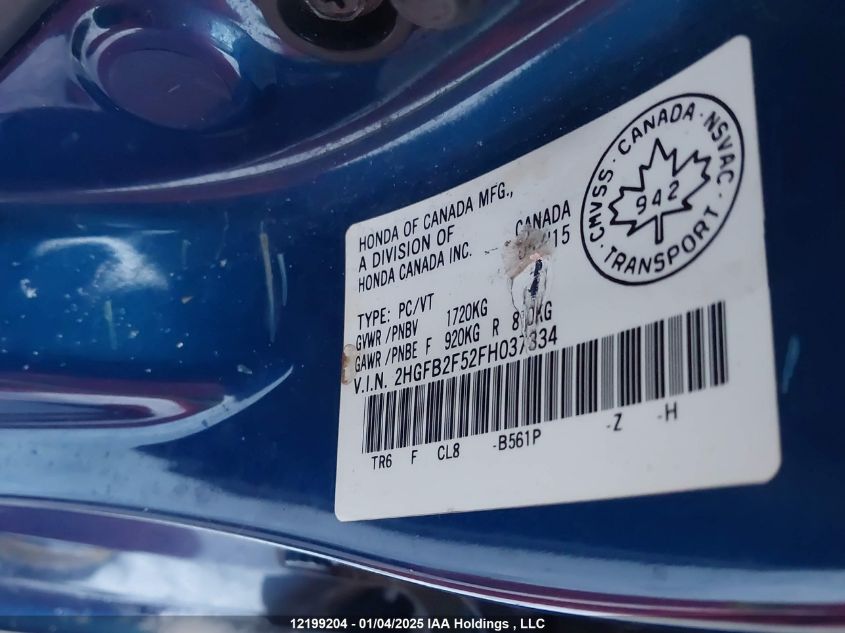 HONDA OF CANADA MFG.,
A DIVISION OF
HONDA CANADA INC.
CANADA
/15
TYPE: PC/VT
GVWR /PNBV 1720KG
GAWR /PNBE F 920KG R
V.I.N.
TR6 F CL8 -B561P -Z -H
CMVSS · CANADA · NSVAC
942
· TRANSPORT ·
12199204 - 01/04/2025 IAA Holdings , LLC